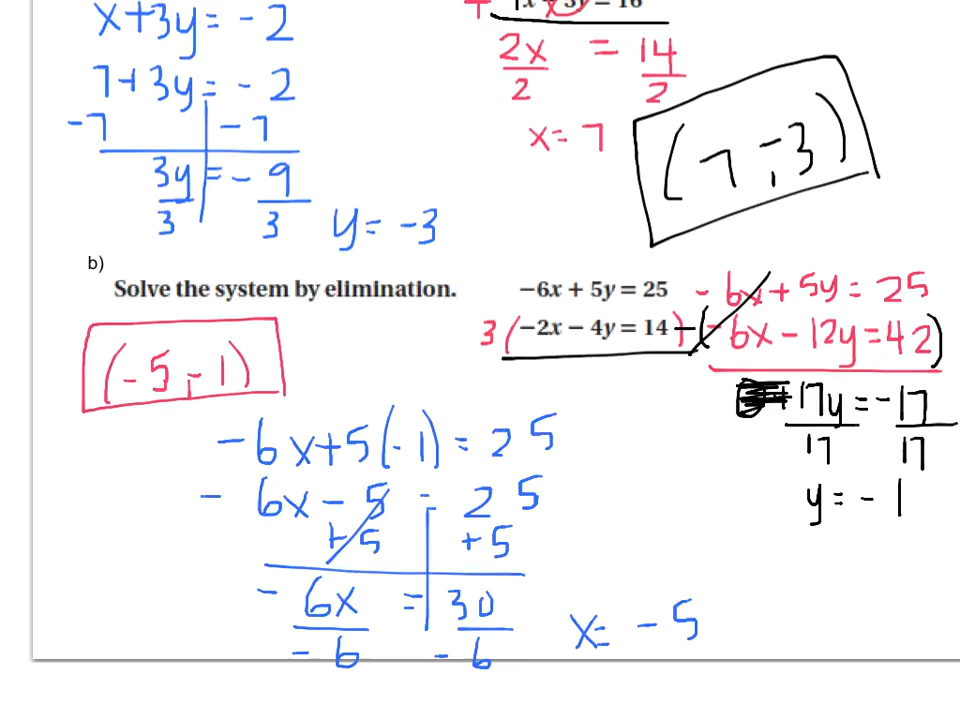 x+3y=-2
2x = 14
2 2
7+3y=-2
-7 -7
x=7
(7,-3)
3y=-9
3 3
y=-3
b)
Solve the system by elimination.
-6x + 5y = 25
-6x+5y=25
3(-2x - 4y = 14)
-(-6x-12y=42)
(-5,-1)
17y=-17
17 17
y=-1
-6x+5(-1)=25
-6x-5=25
+5 +5
-6x=30
-6 -6
x=-5